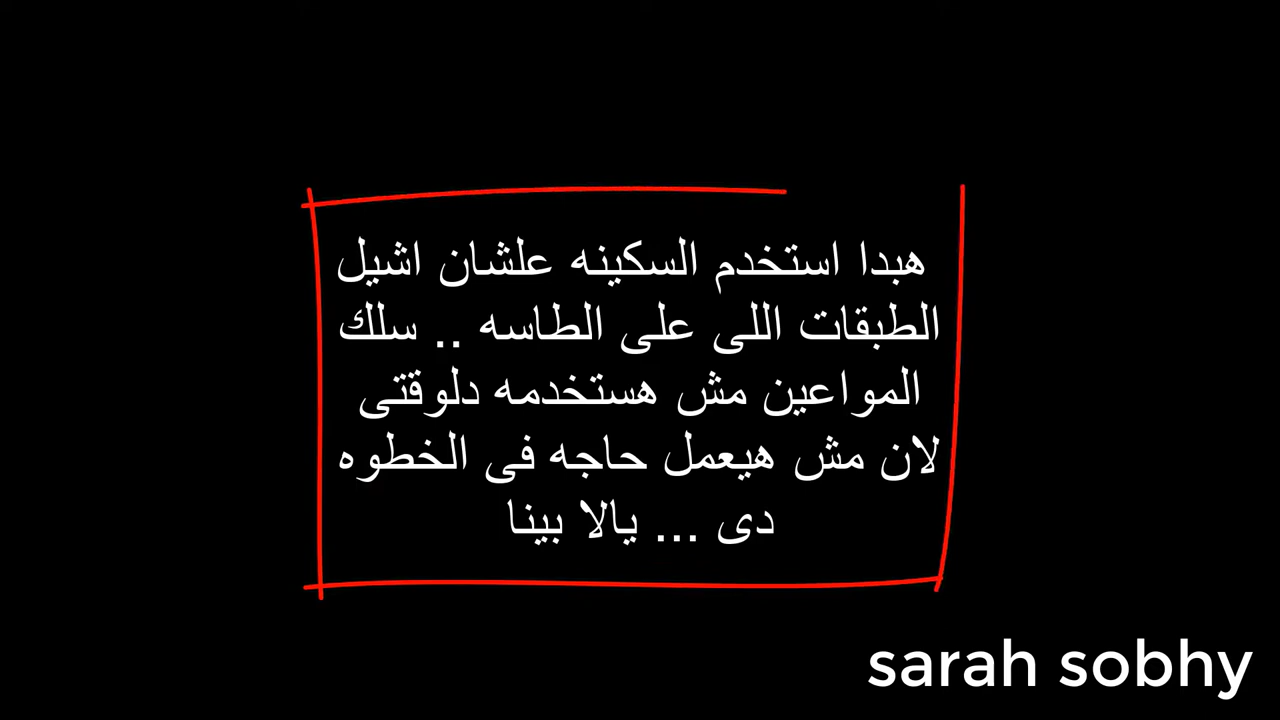 هبدا استخدم السكينه علشان اشيل
الطبقات اللى على الطاسه .. سلك
المواعين مش هستخدمه دلوقتى
لان مش هيعمل حاجه فى الخطوه
دى ... يالا بينا
sarah sobhy